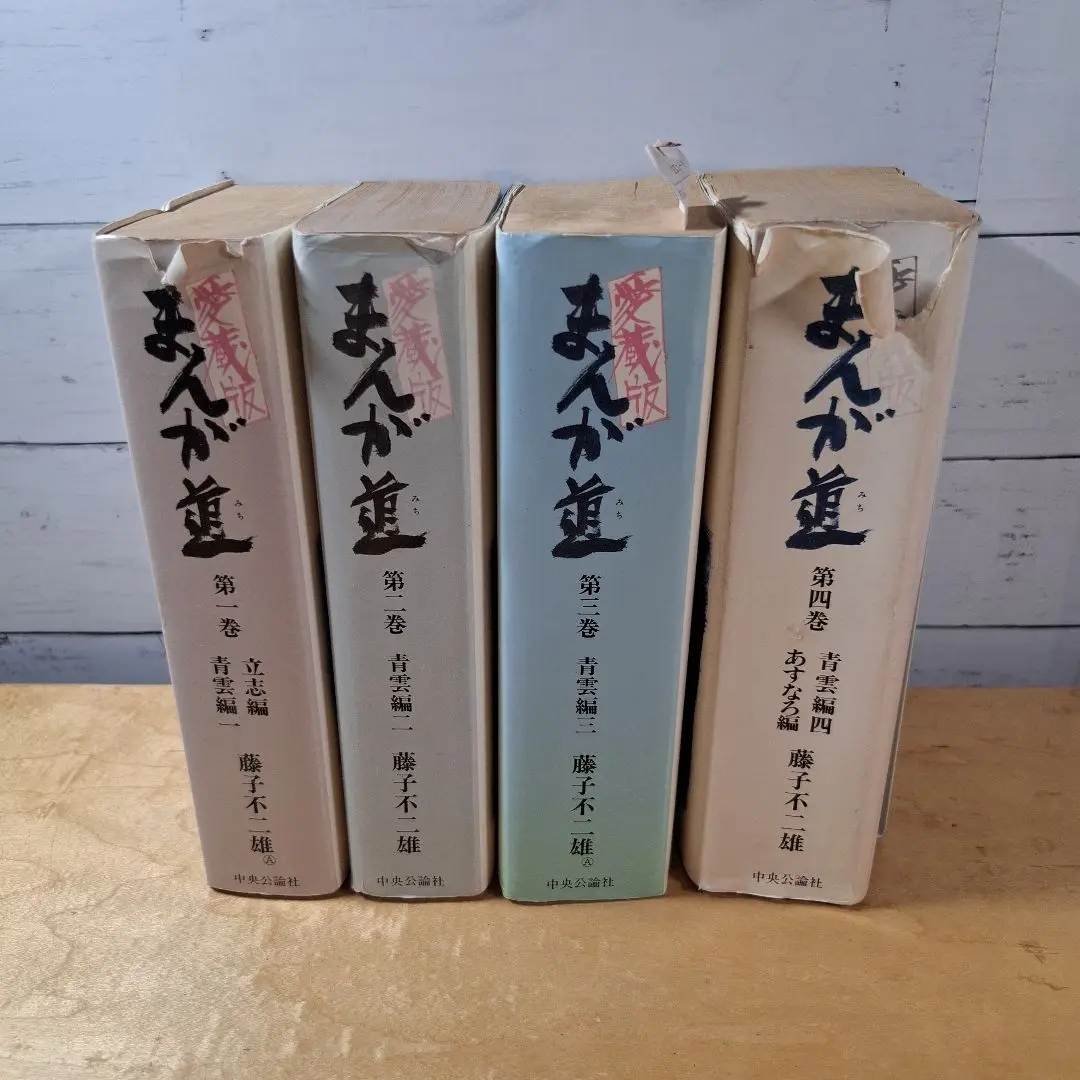 愛蔵版
まんが道
みち
第一巻
立志編
青雲編一
藤子不二雄Ⓐ
中央公論社
愛蔵版
まんが道
みち
第二巻
青雲編二
藤子不二雄
中央公論社
愛蔵版
まんが道
みち
第三巻
青雲編三
藤子不二雄Ⓐ
中央公論社
版
まんが道
みち
第四巻
青雲編四
あすなろ編
藤子不二雄
中央公論社